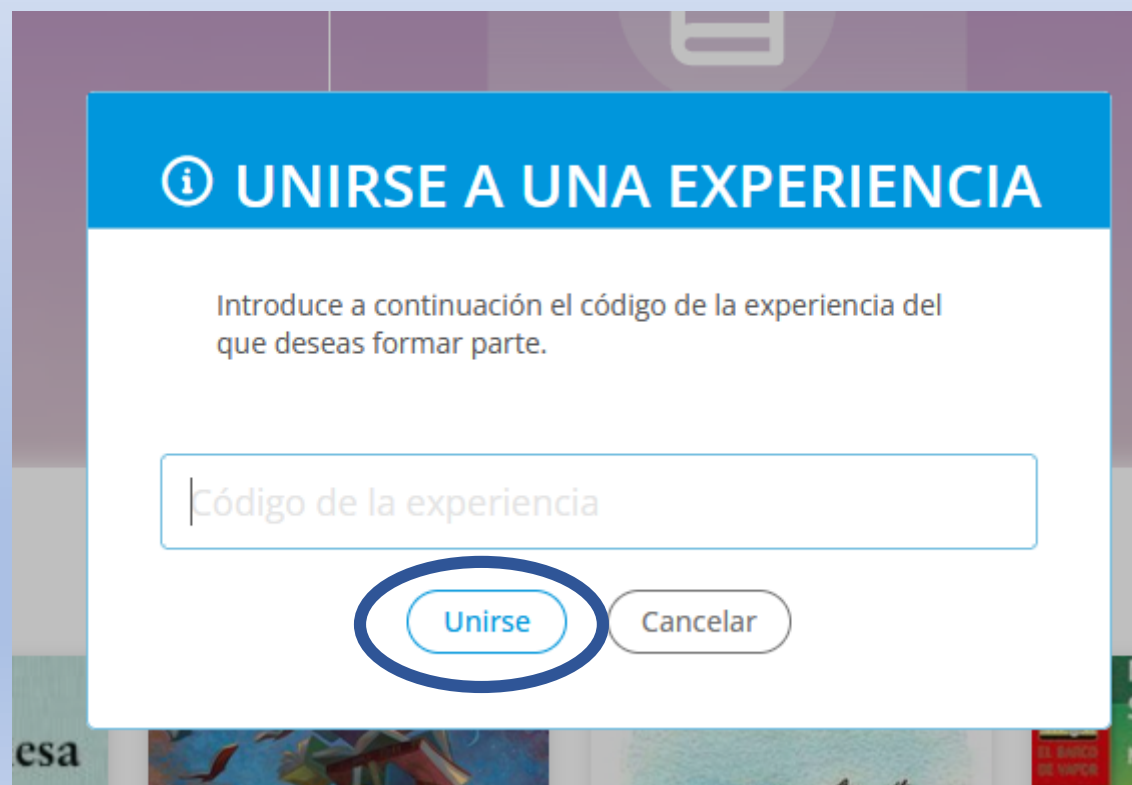 UNIRSE A UNA EXPERIENCIA
Introduce a continuación el código de la experiencia del
que deseas formar parte.
Código de la experiencia
Unirse
Cancelar
esa
EL BARCO
DE VAPOR